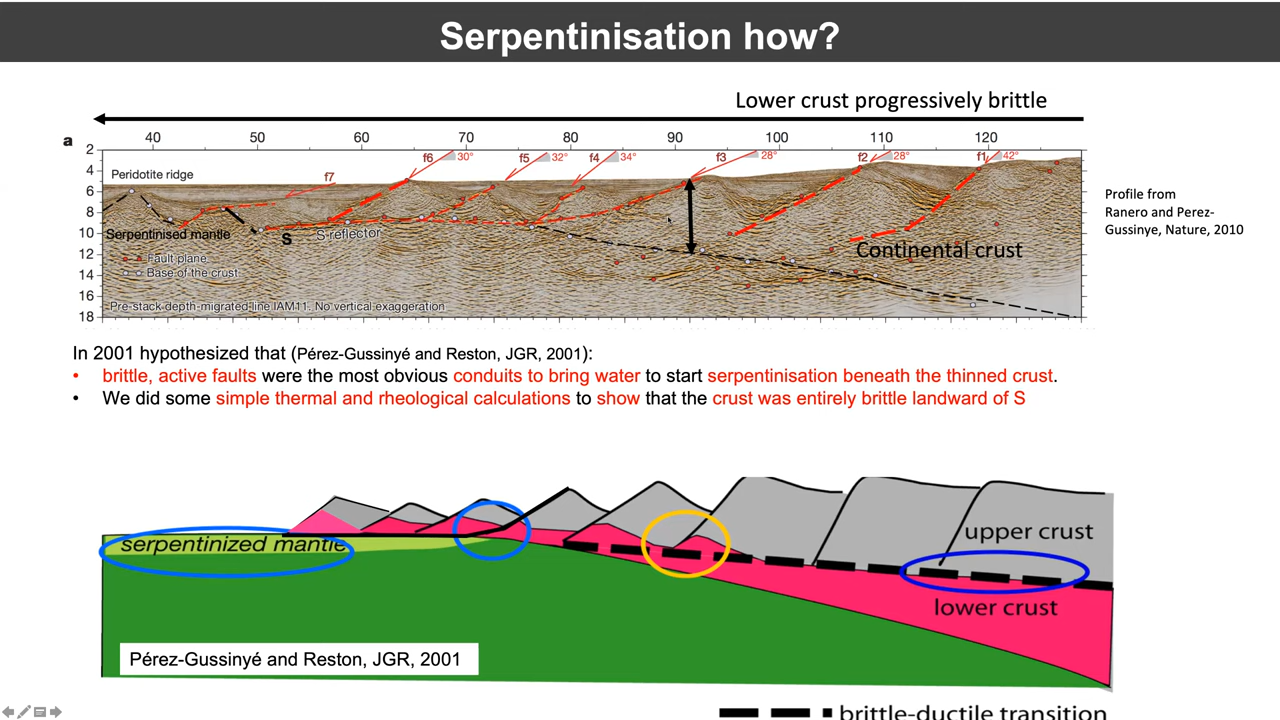 Serpentinisation how?
Lower crust progressively brittle
a
40 50 60 70 80 90 100 110 120
2
4
6
8
10
12
14
16
18
f7
f6 30°
f5 32°
f4 34°
f3 28°
f2 28°
f1 42°
Peridotite ridge
Serpentinised mantle
S
S reflector
Fault plane
Base of the crust
Pre-stack depth-migrated line IAM11. No vertical exaggeration
Continental crust
Profile from
Ranero and Perez-
Gussinye, Nature, 2010
In 2001 hypothesized that (Pérez-Gussinyé and Reston, JGR, 2001):
• brittle, active faults were the most obvious conduits to bring water to start serpentinisation beneath the thinned crust.
• We did some simple thermal and rheological calculations to show that the crust was entirely brittle landward of S
upper crust
serpentinized mantle
lower crust
Pérez-Gussinyé and Reston, JGR, 2001
brittle-ductile transition